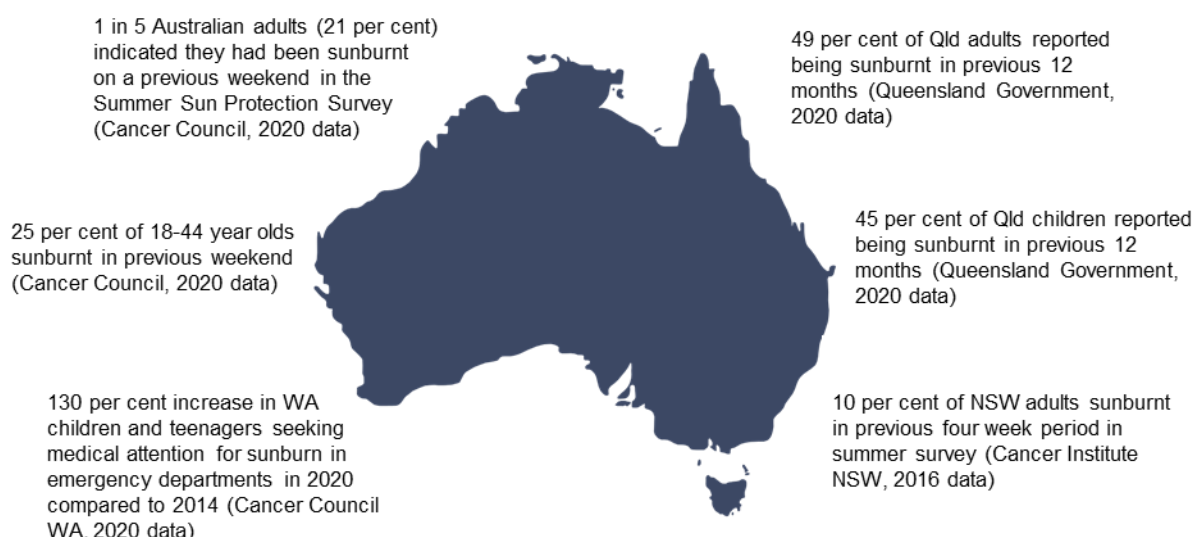 1 in 5 Australian adults (21 per cent)
indicated they had been sunburnt
on a previous weekend in the
Summer Sun Protection Survey
(Cancer Council, 2020 data)
49 per cent of Qld adults reported
being sunburnt in previous 12
months (Queensland Government,
2020 data)
25 per cent of 18-44 year olds
sunburnt in previous weekend
(Cancer Council, 2020 data)
45 per cent of Qld children reported
being sunburnt in previous 12
months (Queensland Government,
2020 data)
130 per cent increase in WA
children and teenagers seeking
medical attention for sunburn in
emergency departments in 2020
compared to 2014 (Cancer Council
WA, 2020 data)
10 per cent of NSW adults sunburnt
in previous four week period in
summer survey (Cancer Institute
NSW, 2016 data)